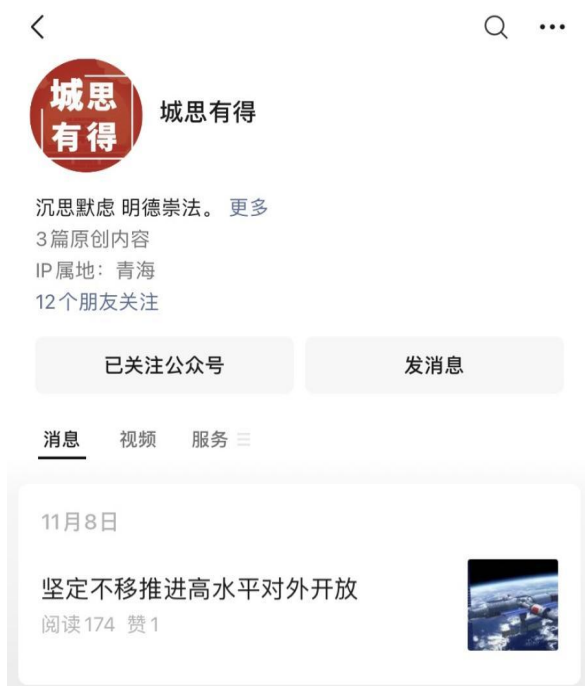 城思
有得
城思有得
沉思默虑 明德崇法。 更多
3篇原创内容
IP属地：青海
12个朋友关注
已关注公众号 发消息
消息 视频 服务
11月8日
坚定不移推进高水平对外开放
阅读174 赞1